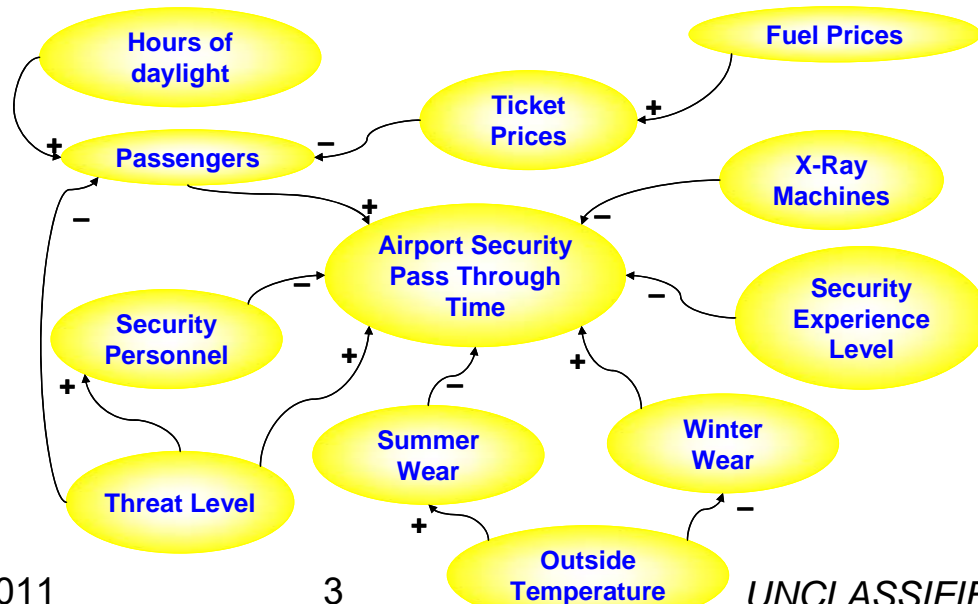 Hours of
daylight
Fuel Prices
Ticket
Prices
+
+
−
Passengers
X-Ray
Machines
−
+
−
Airport Security
Pass Through
Time
Security
Experience
Level
−
−
Security
Personnel
+
+
+
−
Summer
Wear
Winter
Wear
Threat Level
+
−
Outside
Temperature
011
3
UNCLASSIFI